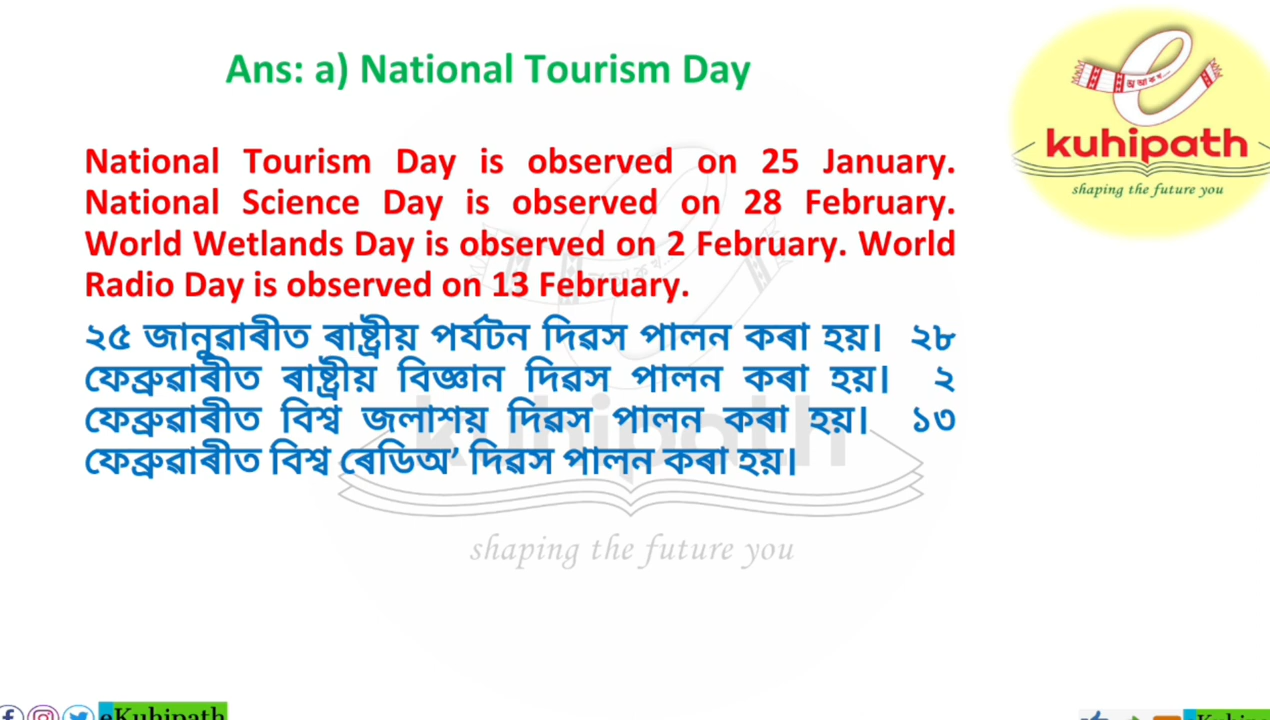 Ans: a) National Tourism Day
অ আ ক খ....
kuhipath
shaping the future you
National Tourism Day is observed on 25 January.
National Science Day is observed on 28 February.
World Wetlands Day is observed on 2 February. World
Radio Day is observed on 13 February.
২৫ জানুৱাৰীত ৰাষ্ট্ৰীয় পৰ্যটন দিৱস পালন কৰা হয়। ২৮
ফেব্ৰুৱাৰীত ৰাষ্ট্ৰীয় বিজ্ঞান দিৱস পালন কৰা হয়। ২
ফেব্ৰুৱাৰীত বিশ্ব জলাশয় দিৱস পালন কৰা হয়। ১৩
ফেব্ৰুৱাৰীত বিশ্ব ৰেডিঅ’ দিৱস পালন কৰা হয়।
kuhipath
shaping the future you
eKuhipath